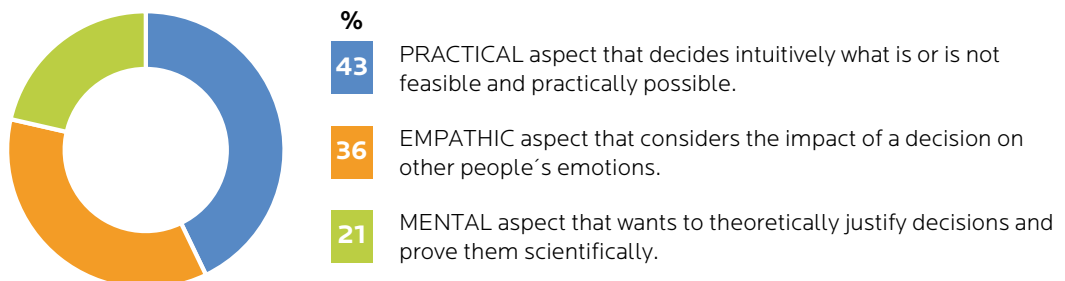 %
43
PRACTICAL aspect that decides intuitively what is or is not
feasible and practically possible.
36
EMPATHIC aspect that considers the impact of a decision on
other people´s emotions.
21
MENTAL aspect that wants to theoretically justify decisions and
prove them scientifically.